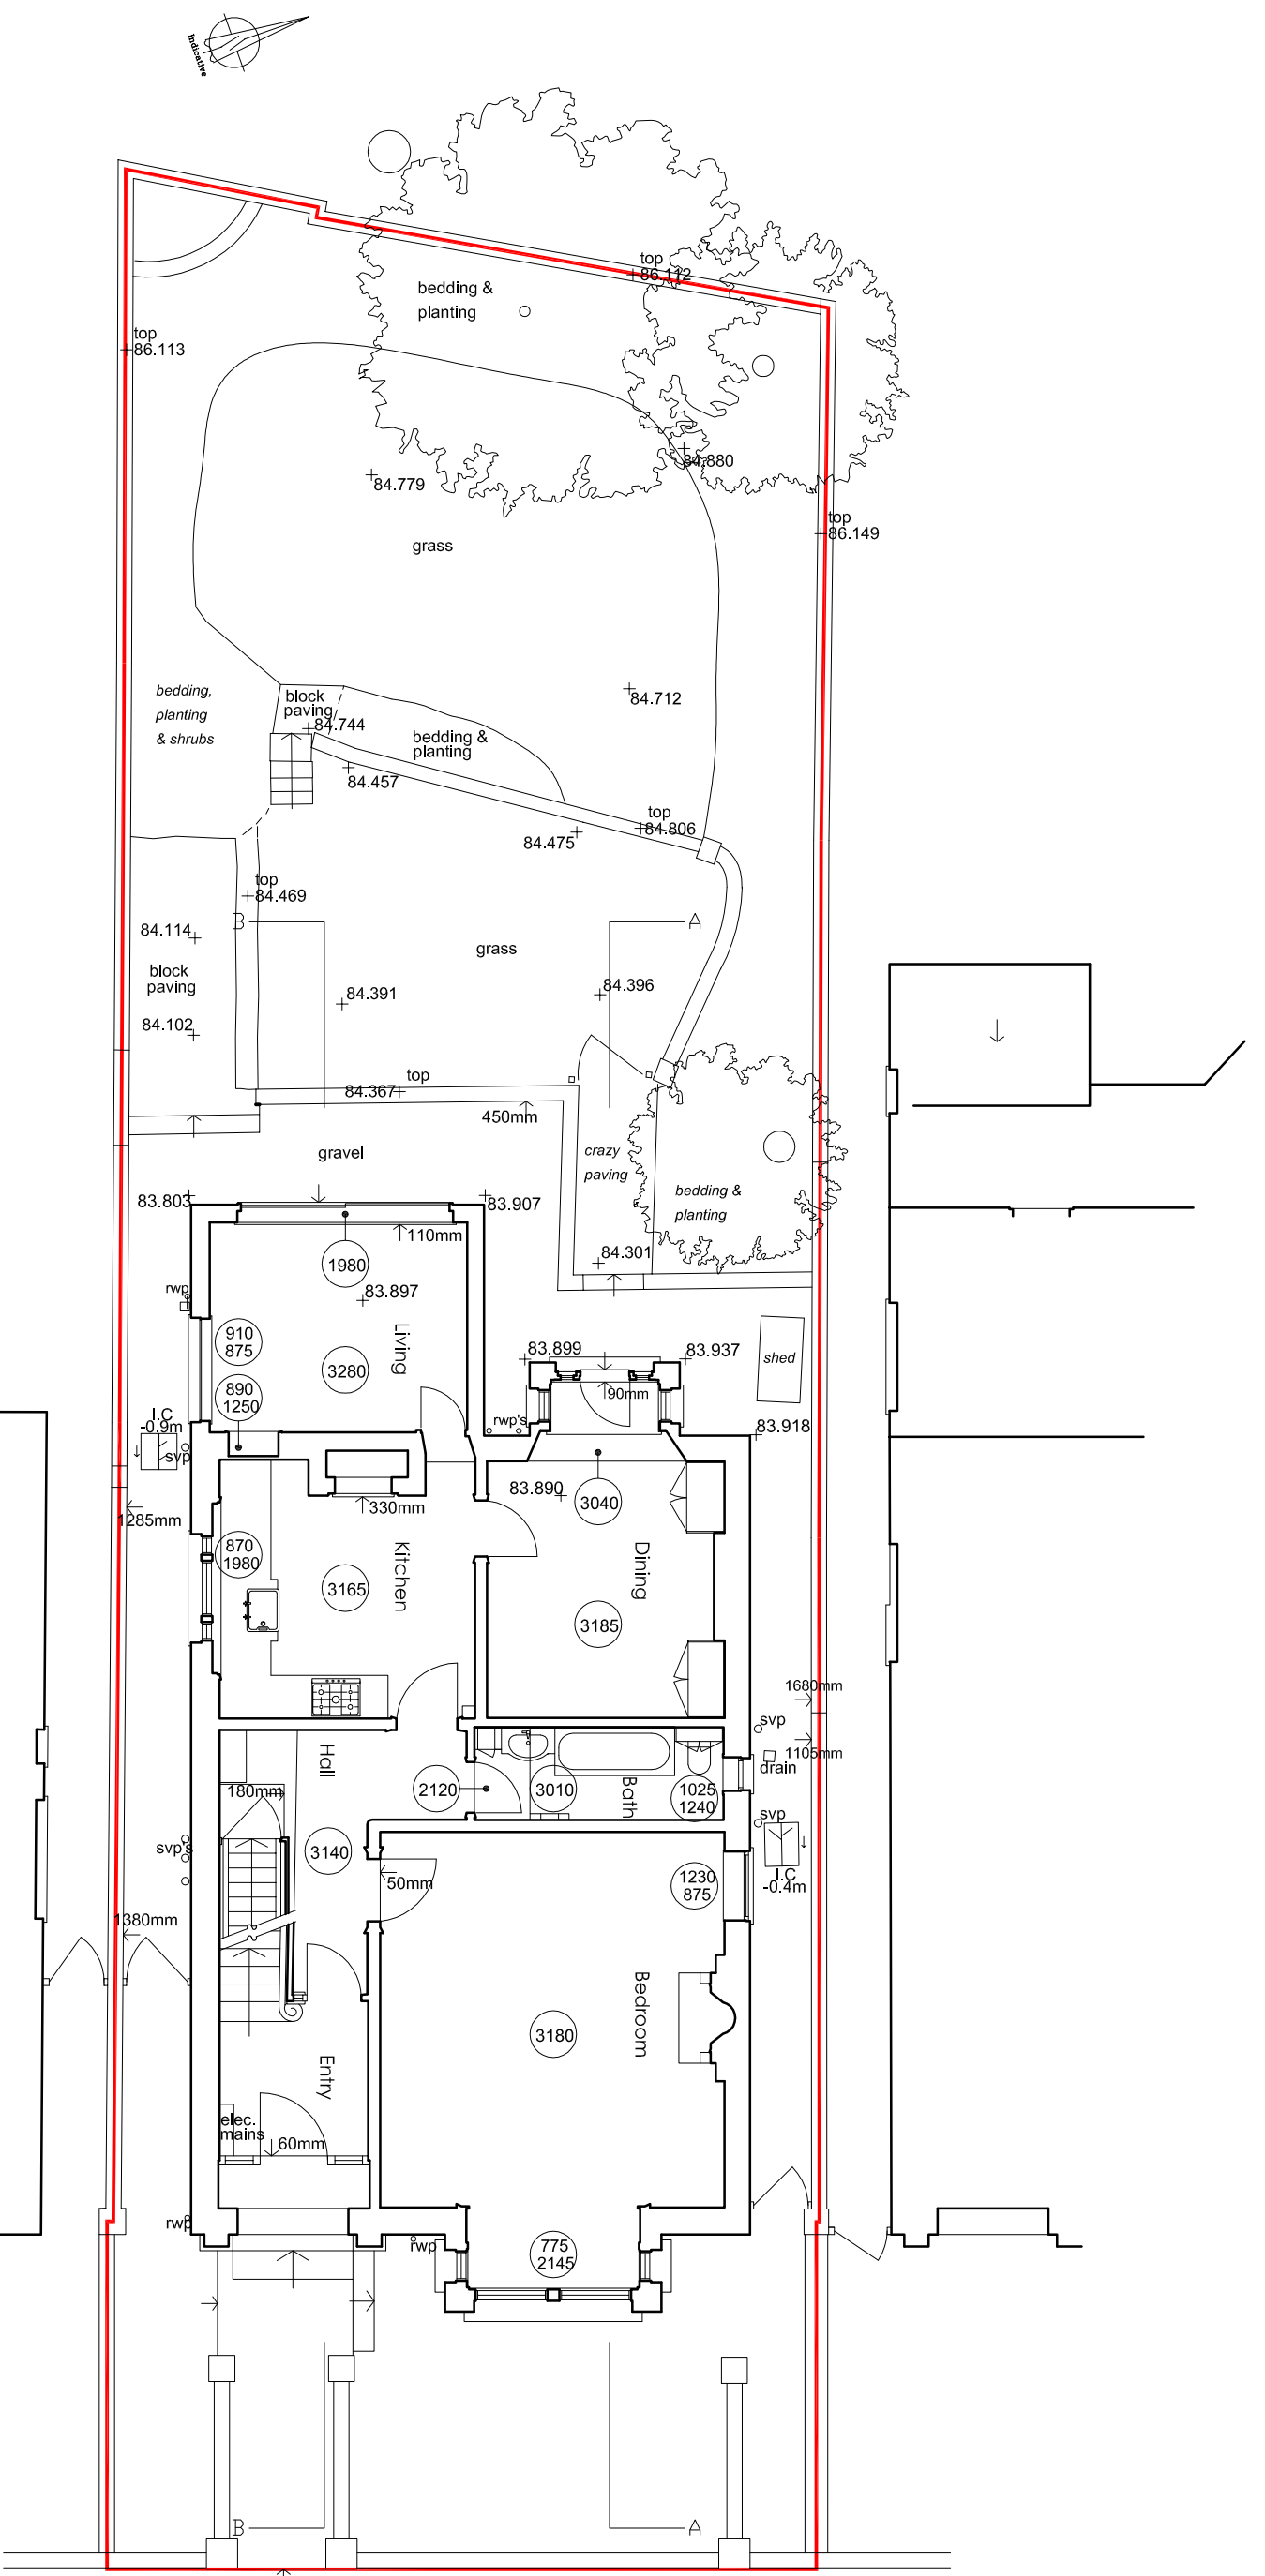 Indicative
top
86.112
bedding &
planting
top
86.113
84.880
84.779
top
86.149
grass
bedding,
planting
& shrubs
block
paving
84.744
84.712
bedding &
planting
84.457
top
84.806
84.475
top
84.469
B
A
84.114
grass
block
paving
84.396
84.391
84.102
top
84.367
450mm
gravel
crazy
paving
bedding &
planting
83.803
83.907
110mm
84.301
1980
83.897
rwp
910
875
Living
3280
83.899
83.937
shed
890
1250
90mm
I.C
-0.9m
svp
rwp's
83.918
83.890
3040
330mm
1285mm
870
1980
Kitchen
Dining
3165
3185
1680mm
svp
1105mm
drain
Hall
180mm
2120
3010
Bath
1025
1240
svp
svp's
3140
I.C
-0.4m
50mm
1230
875
1380mm
Bedroom
3180
Entry
elec.
mains
60mm
rwp
rwp
775
2145
B
A